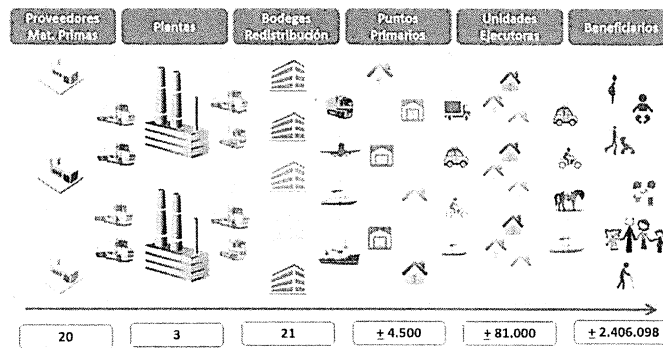 Proveedores
Mat. Primas
Plantas
Bodegas
Redistribución
Puntos
Primarios
Unidades
Ejecutoras
Beneficiarios
20
3
21
± 4.500
± 81.000
± 2.406.098